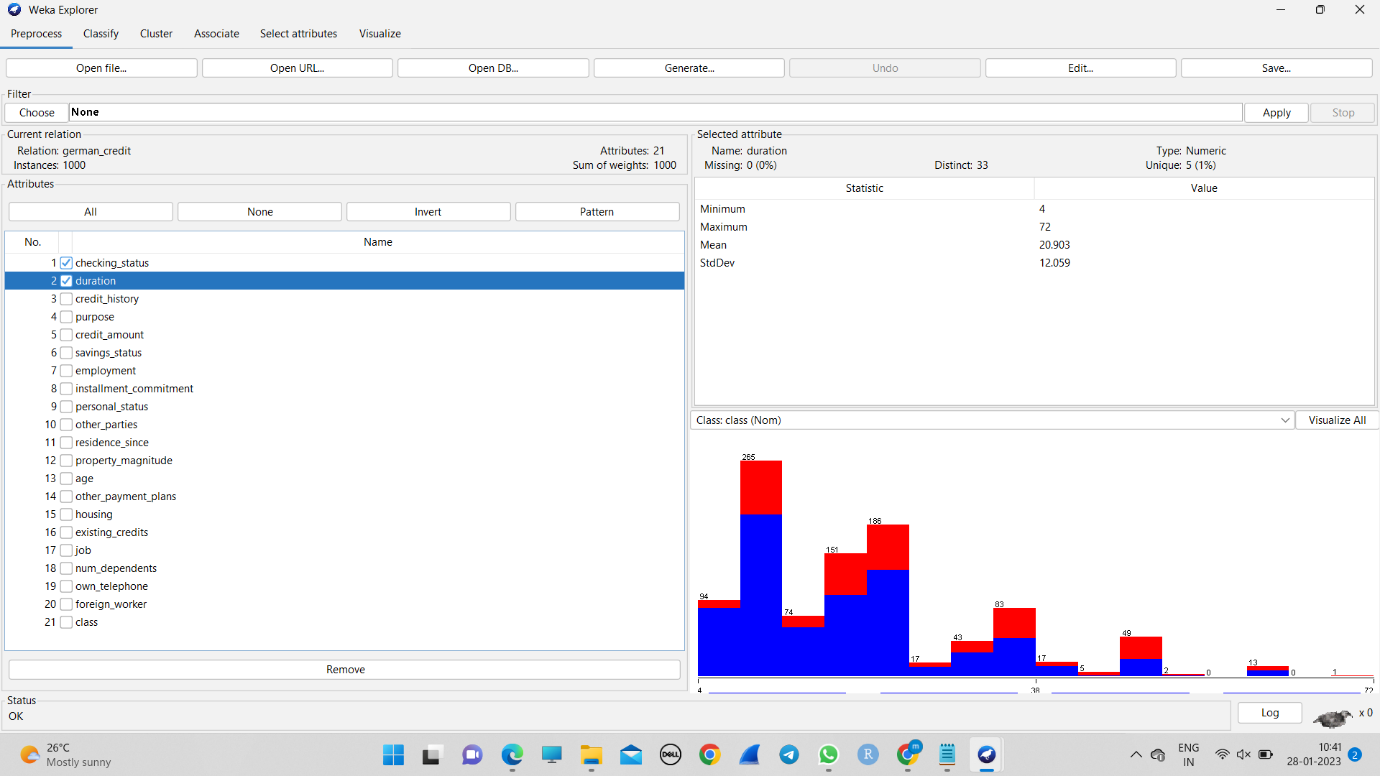 Weka Explorer
Preprocess Classify Cluster Associate Select attributes Visualize
Open file... Open URL... Open DB... Generate... Undo Edit... Save...
Filter
Choose None Apply Stop
Current relation
Relation: german_credit Attributes: 21
Instances: 1000 Sum of weights: 1000
Attributes
All None Invert Pattern
No. Name
1 checking_status
2 duration
3 credit_history
4 purpose
5 credit_amount
6 savings_status
7 employment
8 installment_commitment
9 personal_status
10 other_parties
11 residence_since
12 property_magnitude
13 age
14 other_payment_plans
15 housing
16 existing_credits
17 job
18 num_dependents
19 own_telephone
20 foreign_worker
21 class
Remove
Selected attribute
Name: duration Type: Numeric
Missing: 0 (0%) Distinct: 33 Unique: 5 (1%)
Statistic Value
Minimum 4
Maximum 72
Mean 20.903
StdDev 12.059
Class: class (Nom) Visualize All
94 265 74 151 186 17 43 83 17 5 49 2 0 13 0 1
4 38 72
Status
OK
Log x 0
26°C
Mostly sunny
DELL
R
m
ENG
IN
10:41
28-01-2023
2